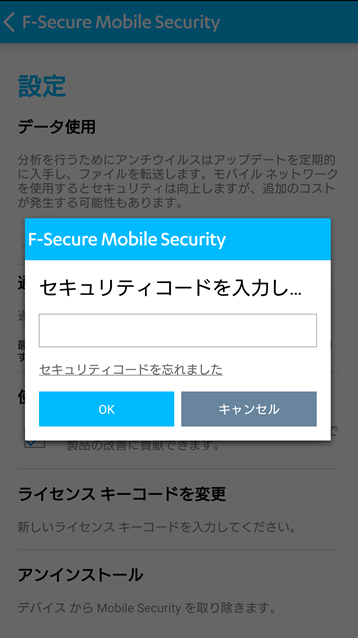 F-Secure Mobile Security
設定
データ使用
分析を行うためにアンチウイルスはアップデートを定期的
に入手し、ファイルを転送します。モバイル ネットワーク
を使用するとセキュリティは向上しますが、追加のコスト
が発生する可能性もあります。
F-Secure Mobile Security
セキュリティコードを入力し...
セキュリティコードを忘れました
OK
キャンセル
製品の改善に貢献できます。
ライセンス キーコードを変更
新しいライセンス キーコードを入力してください。
アンインストール
デバイス から Mobile Security を取り除きます。